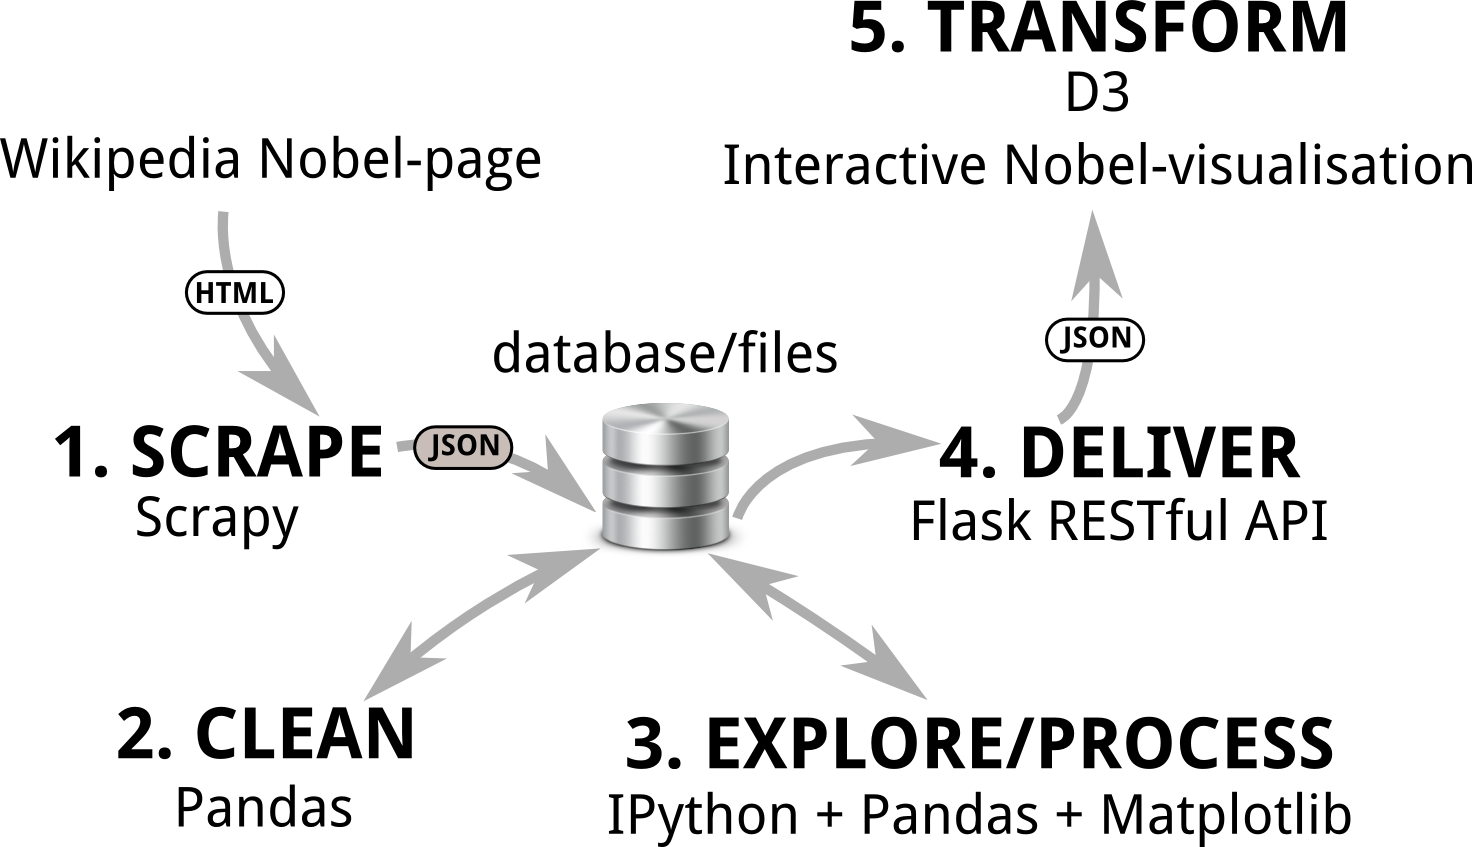 Wikipedia Nobel-page
HTML
1. SCRAPE
Scrapy
JSON
database/files
2. CLEAN
Pandas
3. EXPLORE/PROCESS
IPython + Pandas + Matplotlib
4. DELIVER
Flask RESTful API
JSON
5. TRANSFORM
D3
Interactive Nobel-visualisation